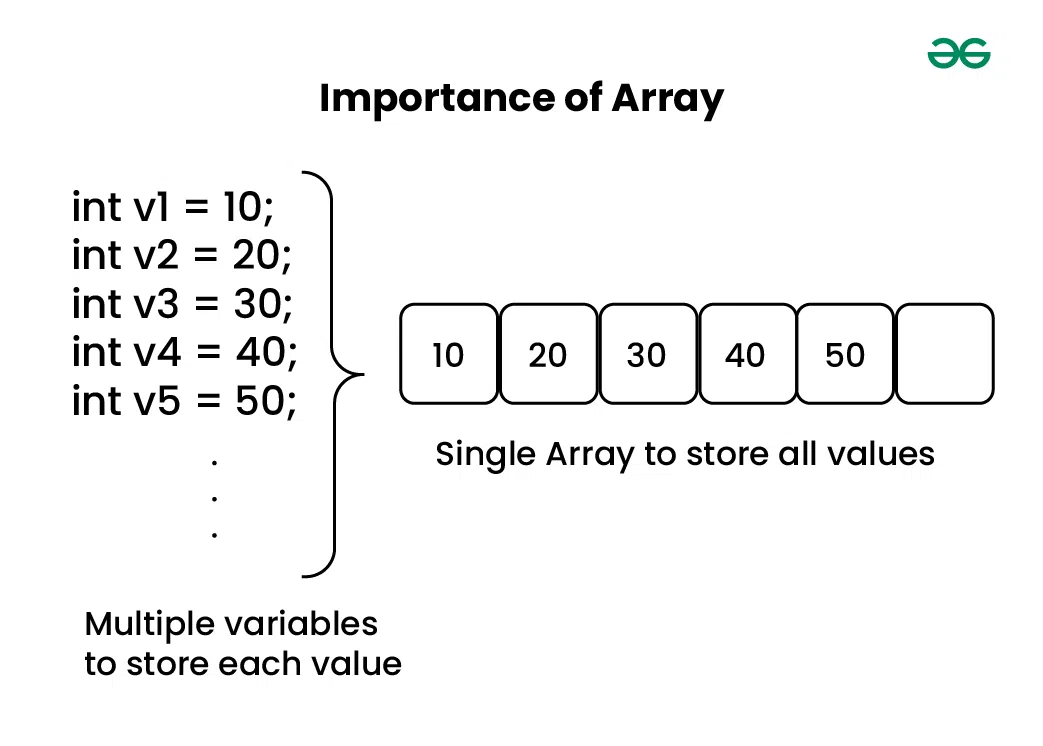 Importance of Array
int v1 = 10;
int v2 = 20;
int v3 = 30;
int v4 = 40;
int v5 = 50;
.
.
.
Multiple variables
to store each value
10 20 30 40 50
Single Array to store all values